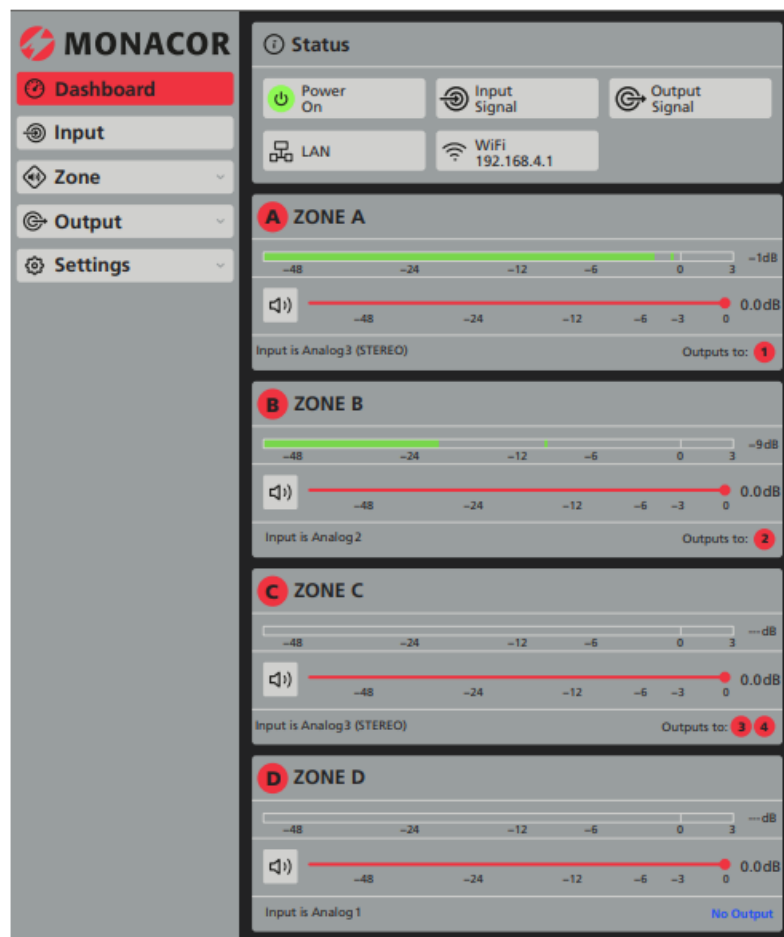 MONACOR
Dashboard
Input
Zone
Output
Settings
Status
Power
On
Input
Signal
Output
Signal
LAN
WiFi
192.168.4.1
A ZONE A
-48 -24 -12 -6 0 3 -1dB
0.0dB
-48 -24 -12 -6 -3 0
Input is Analog3 (STEREO) Outputs to: 1
B ZONE B
-48 -24 -12 -6 0 3 -9dB
0.0dB
-48 -24 -12 -6 -3 0
Input is Analog2 Outputs to: 2
C ZONE C
-48 -24 -12 -6 0 3 ---dB
0.0dB
-48 -24 -12 -6 -3 0
Input is Analog3 (STEREO) Outputs to: 3 4
D ZONE D
-48 -24 -12 -6 0 3 ---dB
0.0dB
-48 -24 -12 -6 -3 0
Input is Analog1 No Output